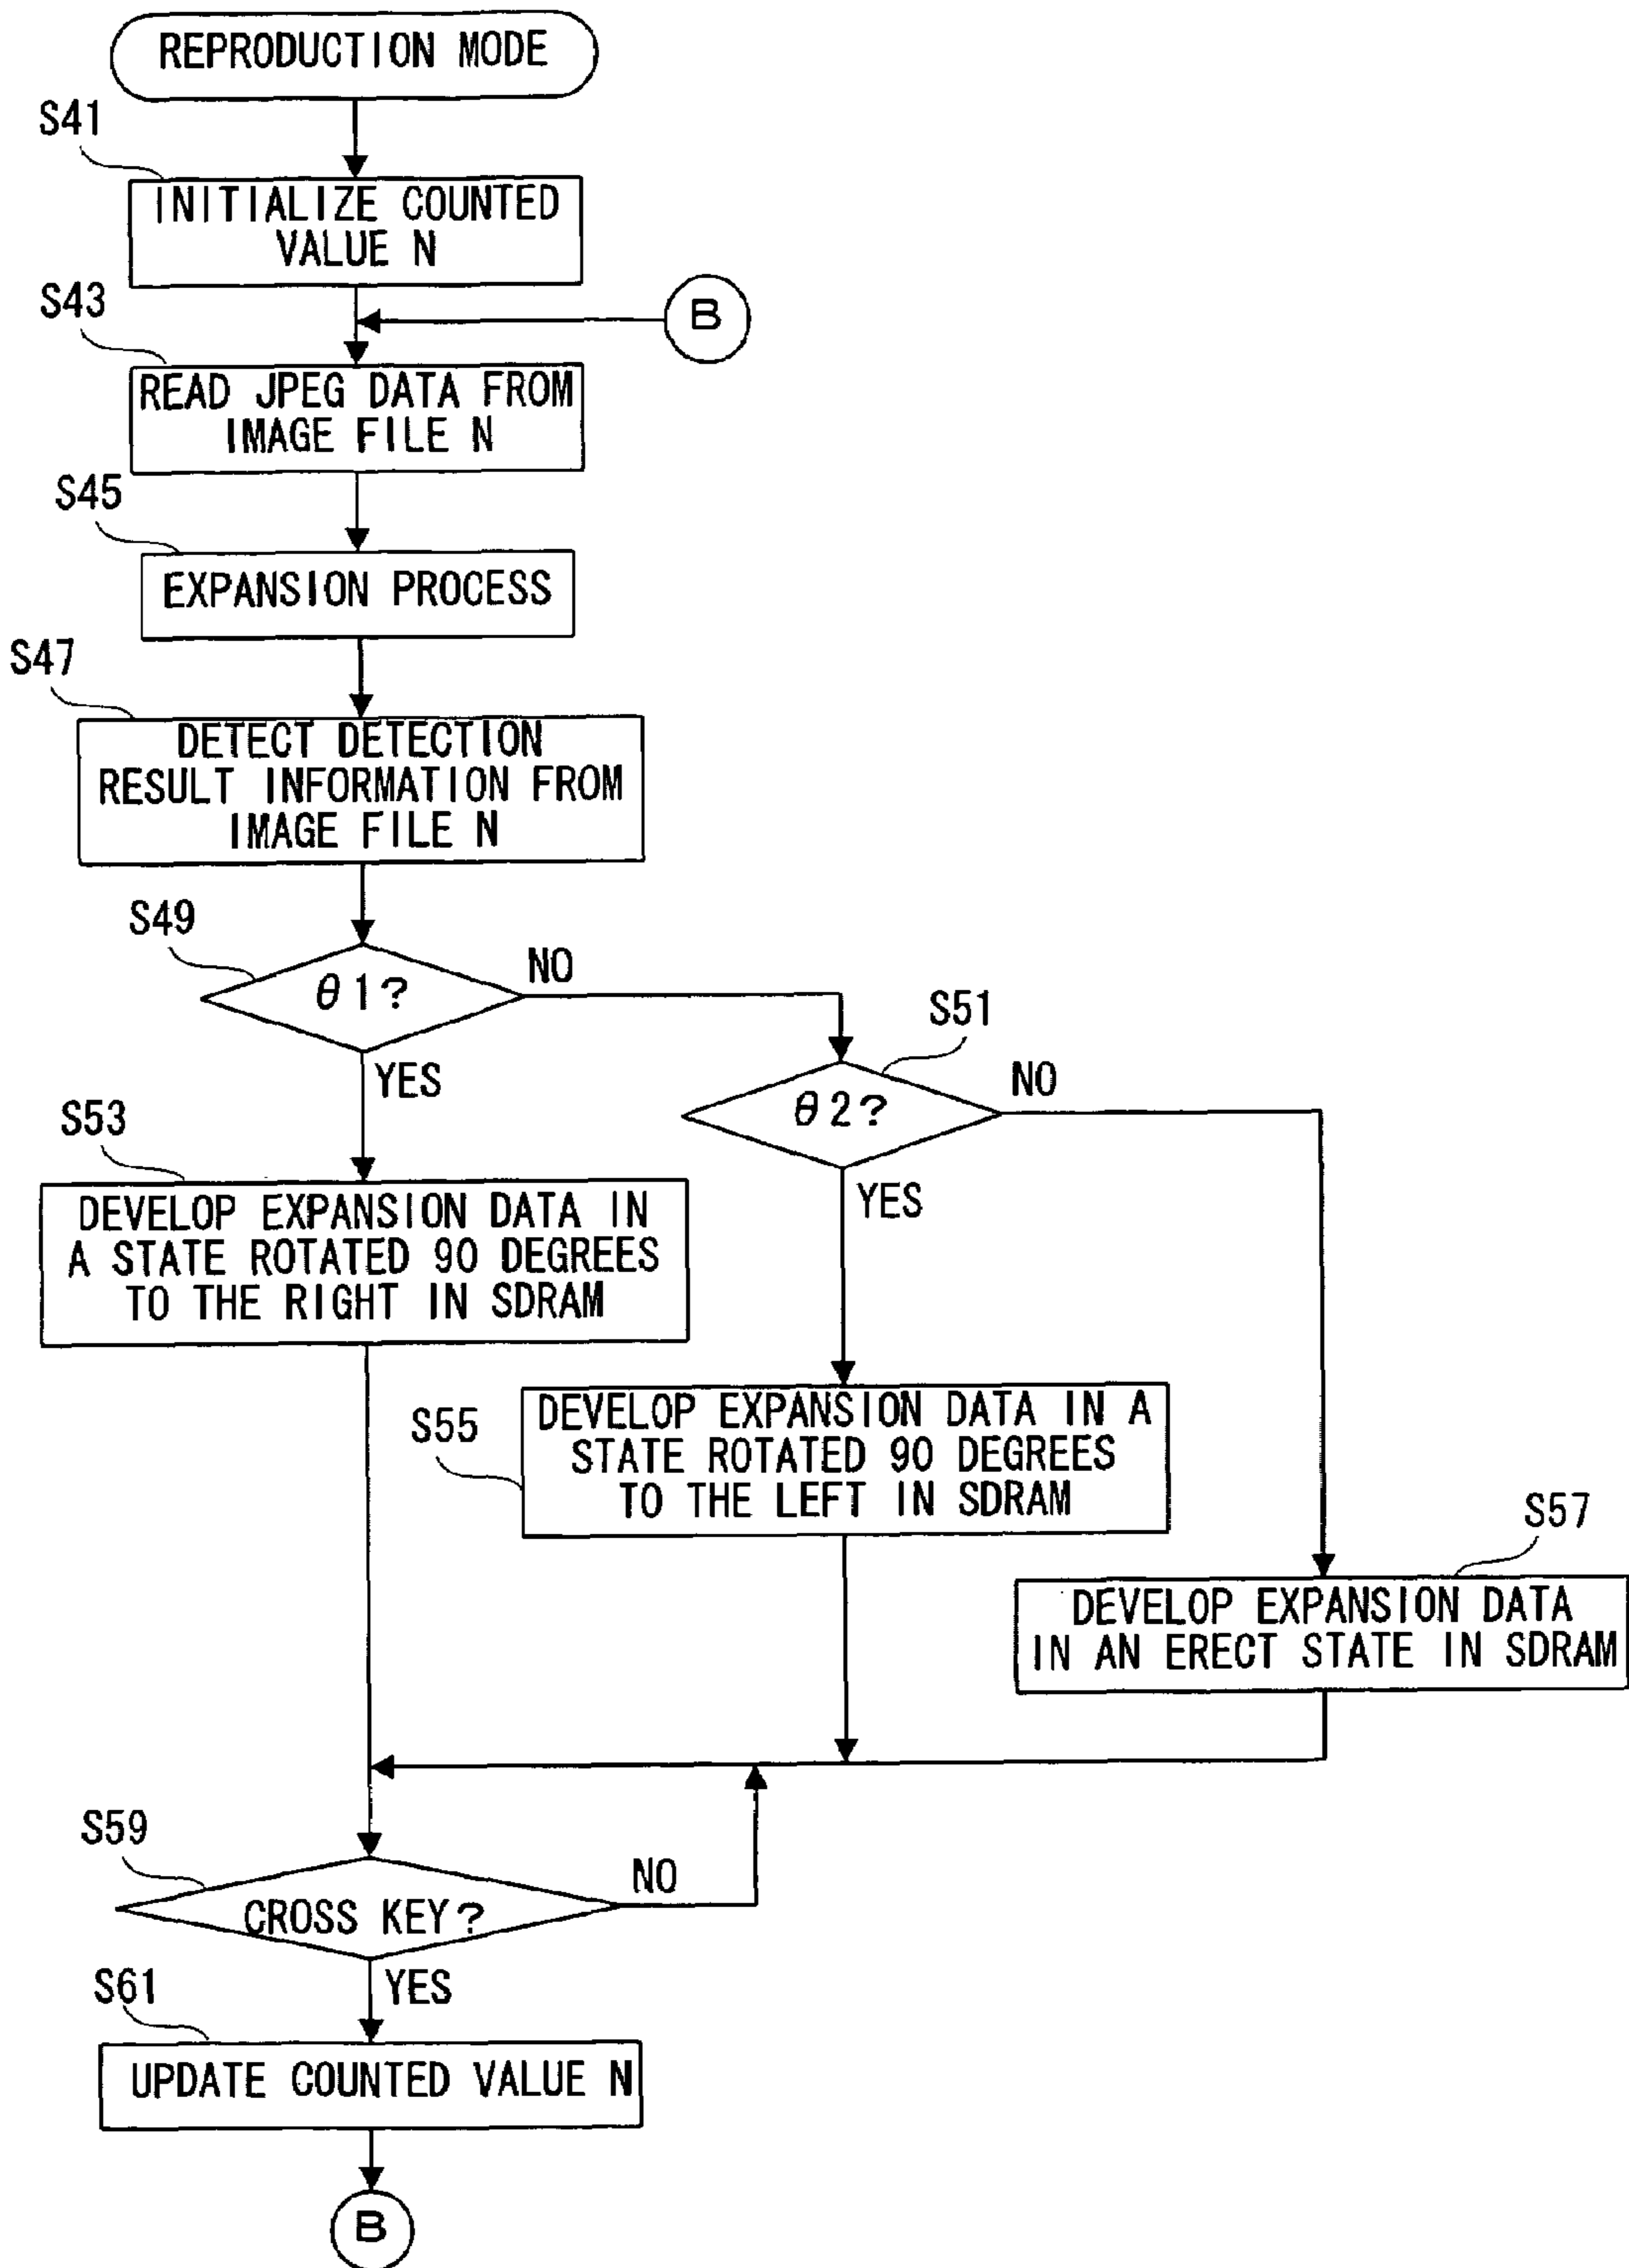 REPRODUCTION MODE
S41
INITIALIZE COUNTED
VALUE N
B
S43
READ JPEG DATA FROM
IMAGE FILE N
S45
EXPANSION PROCESS
S47
DETECT DETECTION
RESULT INFORMATION FROM
IMAGE FILE N
S49
θ1?
NO
YES
S51
θ2?
NO
YES
S53
DEVELOP EXPANSION DATA IN
A STATE ROTATED 90 DEGREES
TO THE RIGHT IN SDRAM
S55
DEVELOP EXPANSION DATA IN A
STATE ROTATED 90 DEGREES
TO THE LEFT IN SDRAM
S57
DEVELOP EXPANSION DATA
IN AN ERECT STATE IN SDRAM
S59
CROSS KEY?
NO
YES
S61
UPDATE COUNTED VALUE N
B